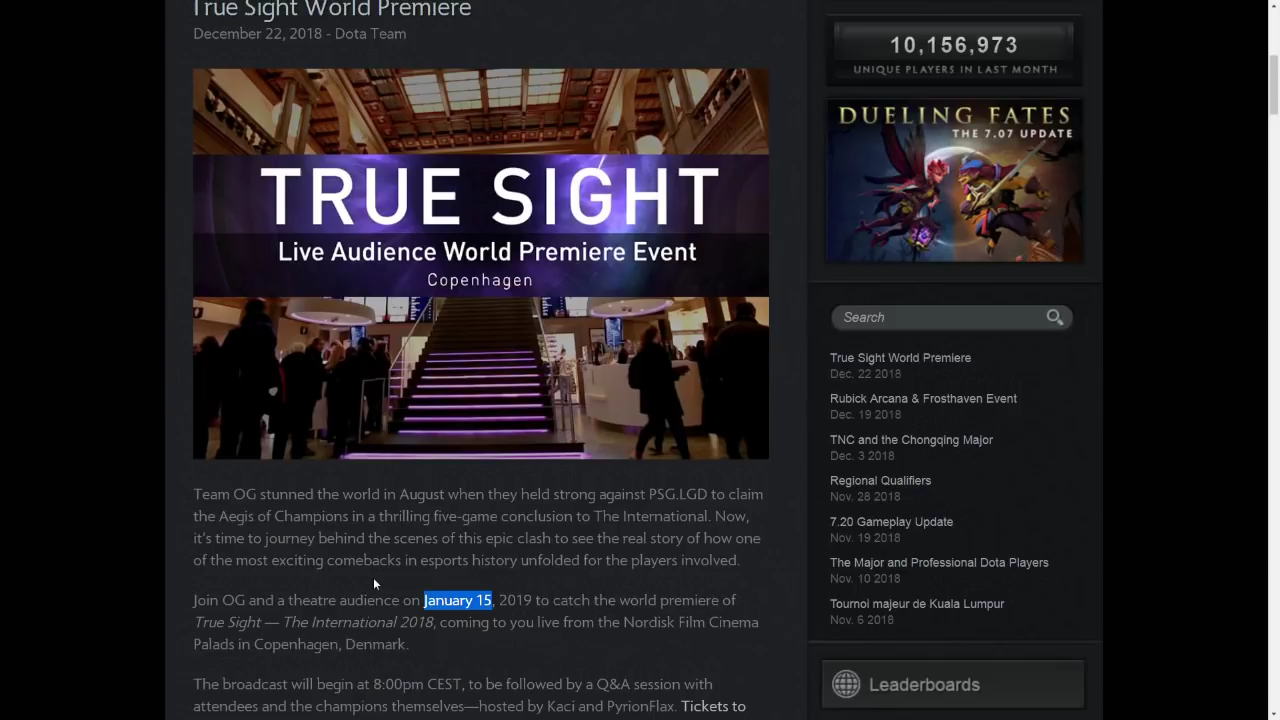 True Sight World Premiere
December 22, 2018 - Dota Team
TRUE SIGHT
Live Audience World Premiere Event
Copenhagen
Team OG stunned the world in August when they held strong against PSG.LGD to claim
the Aegis of Champions in a thrilling five-game conclusion to The International. Now,
it's time to journey behind the scenes of this epic clash to see the real story of how one
of the most exciting comebacks in esports history unfolded for the players involved.
Join OG and a theatre audience on January 15, 2019 to catch the world premiere of
True Sight — The International 2018, coming to you live from the Nordisk Film Cinema
Palads in Copenhagen, Denmark.
The broadcast will begin at 8:00pm CEST, to be followed by a Q&A session with
attendees and the champions themselves—hosted by Kaci and PyrionFlax. Tickets to
10,156,973
UNIQUE PLAYERS IN LAST MONTH
DUELING FATES
THE 7.07 UPDATE
Search
True Sight World Premiere
Dec. 22 2018
Rubick Arcana & Frosthaven Event
Dec. 19 2018
TNC and the Chongqing Major
Dec. 3 2018
Regional Qualifiers
Nov. 28 2018
7.20 Gameplay Update
Nov. 19 2018
The Major and Professional Dota Players
Nov. 10 2018
Tournoi majeur de Kuala Lumpur
Nov. 6 2018
Leaderboards